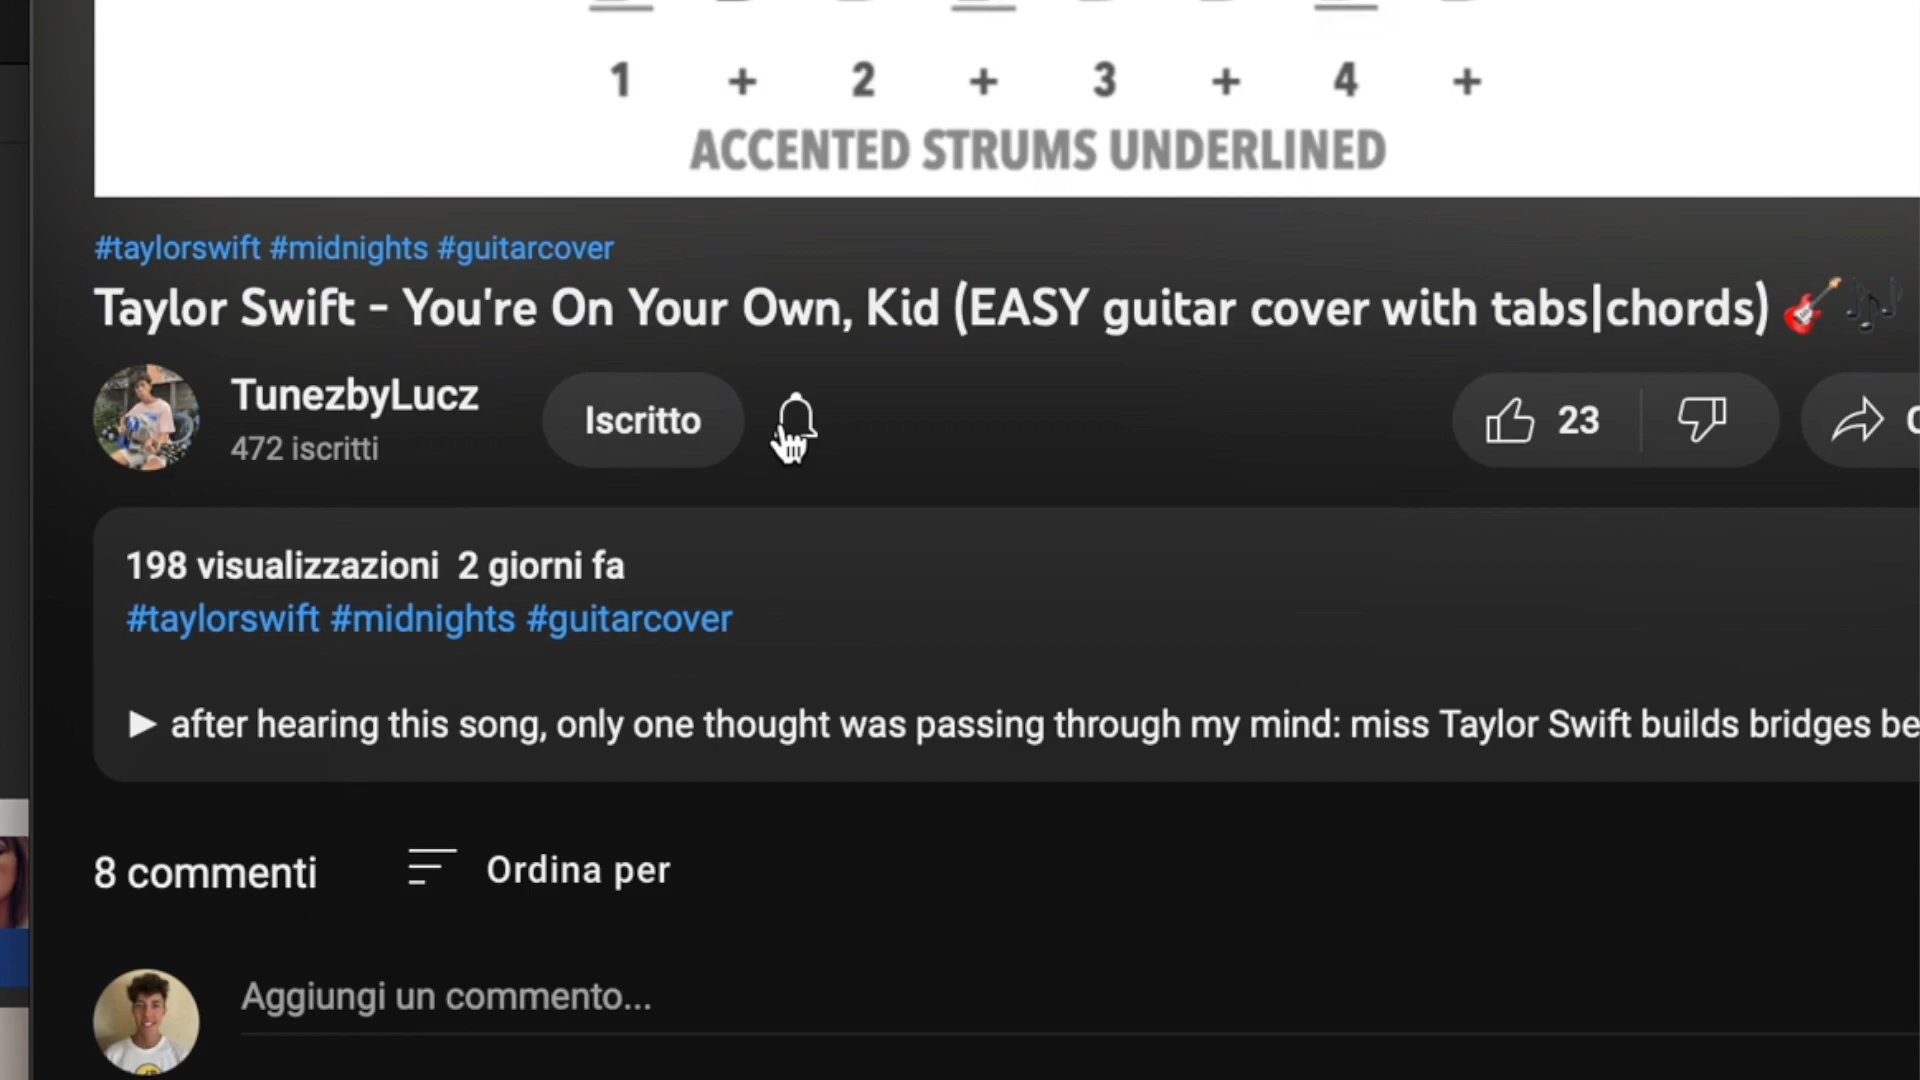 1 + 2 + 3 + 4 +
ACCENTED STRUMS UNDERLINED
#taylorswift #midnights #guitarcover
Taylor Swift - You're On Your Own, Kid (EASY guitar cover with tabs|chords) 🎸🎶
TunezbyLucz
472 iscritti
Iscritto
23
198 visualizzazioni 2 giorni fa
#taylorswift #midnights #guitarcover
▶ after hearing this song, only one thought was passing through my mind: miss Taylor Swift builds bridges be
8 commenti
Ordina per
Aggiungi un commento...